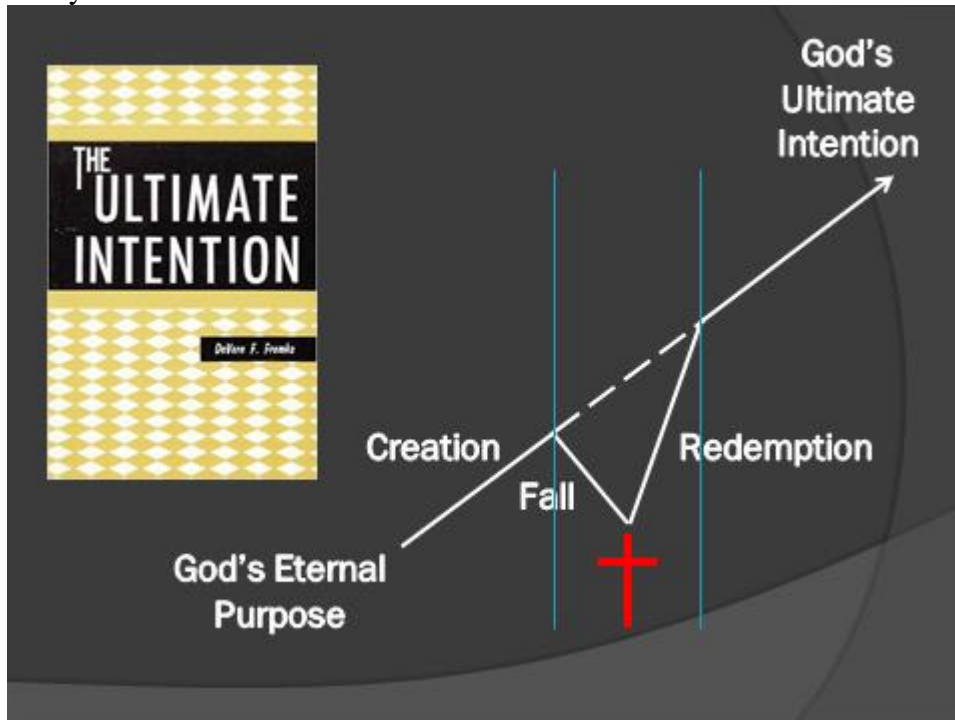 THE
ULTIMATE
INTENTION
DeVern F. Fromke
God's
Ultimate
Intention
Creation
Redemption
Fall
God's Eternal
Purpose